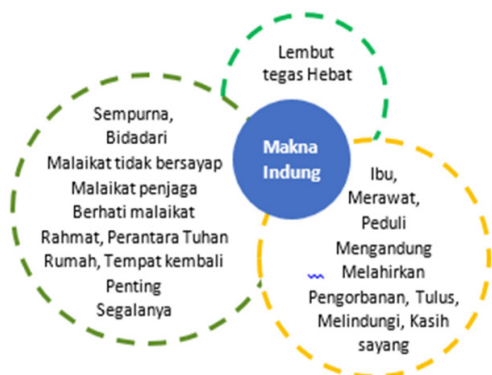 Lembut
tegas Hebat
Makna
Indung
Sempurna,
Bidadari
Malaikat tidak bersayap
Malaikat penjaga
Berhati malaikat
Rahmat, Perantara Tuhan
Rumah, Tempat kembali
Penting
Segalanya
Ibu,
Merawat,
Peduli
Mengandung
Melahirkan
Pengorbanan, Tulus,
Melindungi, Kasih
sayang